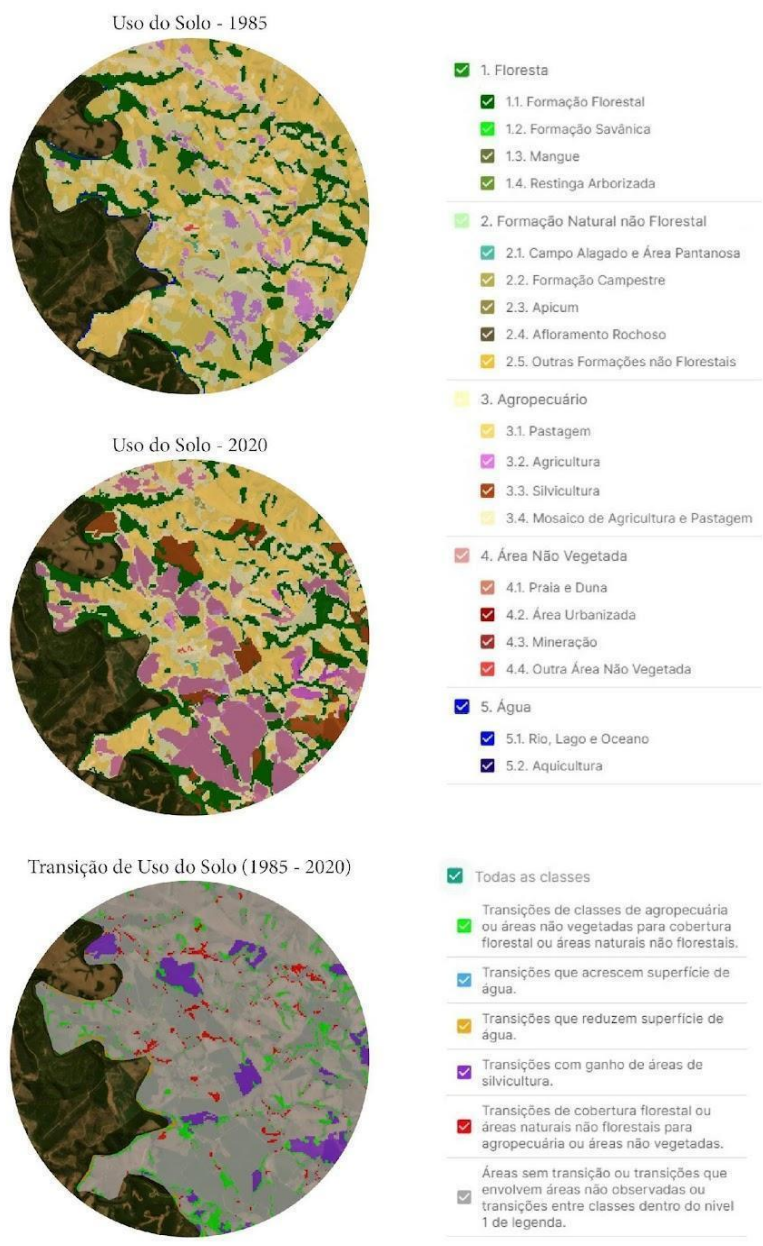 Uso do Solo - 1985
1. Floresta
1.1. Formação Florestal
1.2. Formação Savânica
1.3. Mangue
1.4. Restinga Arborizada
2. Formação Natural não Florestal
2.1. Campo Alagado e Área Pantanosa
2.2. Formação Campestre
2.3. Apicum
2.4. Afloramento Rochoso
2.5. Outras Formações não Florestais
3. Agropecuário
3.1. Pastagem
3.2. Agricultura
3.3. Silvicultura
3.4. Mosaico de Agricultura e Pastagem
4. Área Não Vegetada
4.1. Praia e Duna
4.2. Área Urbanizada
4.3. Mineração
4.4. Outra Área Não Vegetada
5. Água
5.1. Rio, Lago e Oceano
5.2. Aquicultura
Uso do Solo - 2020
Transição de Uso do Solo (1985 - 2020)
Todas as classes
Transições de classes de agropecuária
ou áreas não vegetadas para cobertura
florestal ou áreas naturais não florestais.
Transições que acrescem superfície de
água.
Transições que reduzem superfície de
água.
Transições com ganho de áreas de
silvicultura.
Transições de cobertura florestal ou
áreas naturais não florestais para
agropecuária ou áreas não vegetadas.
Áreas sem transição ou transições que
envolvem áreas não observadas ou
transições entre classes dentro do nível
1 de legenda.